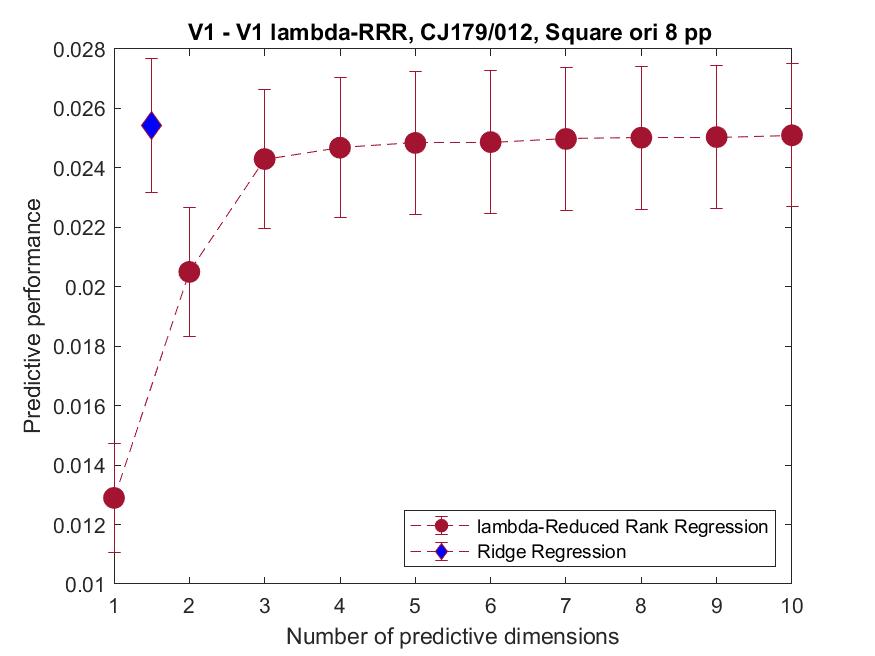 V1 - V1 lambda-RRR, CJ179/012, Square ori 8 pp
0.028
0.026
0.024
0.022
0.02
0.018
0.016
0.014
0.012
0.01
Predictive performance
lambda-Reduced Rank Regression
Ridge Regression
1 2 3 4 5 6 7 8 9 10
Number of predictive dimensions